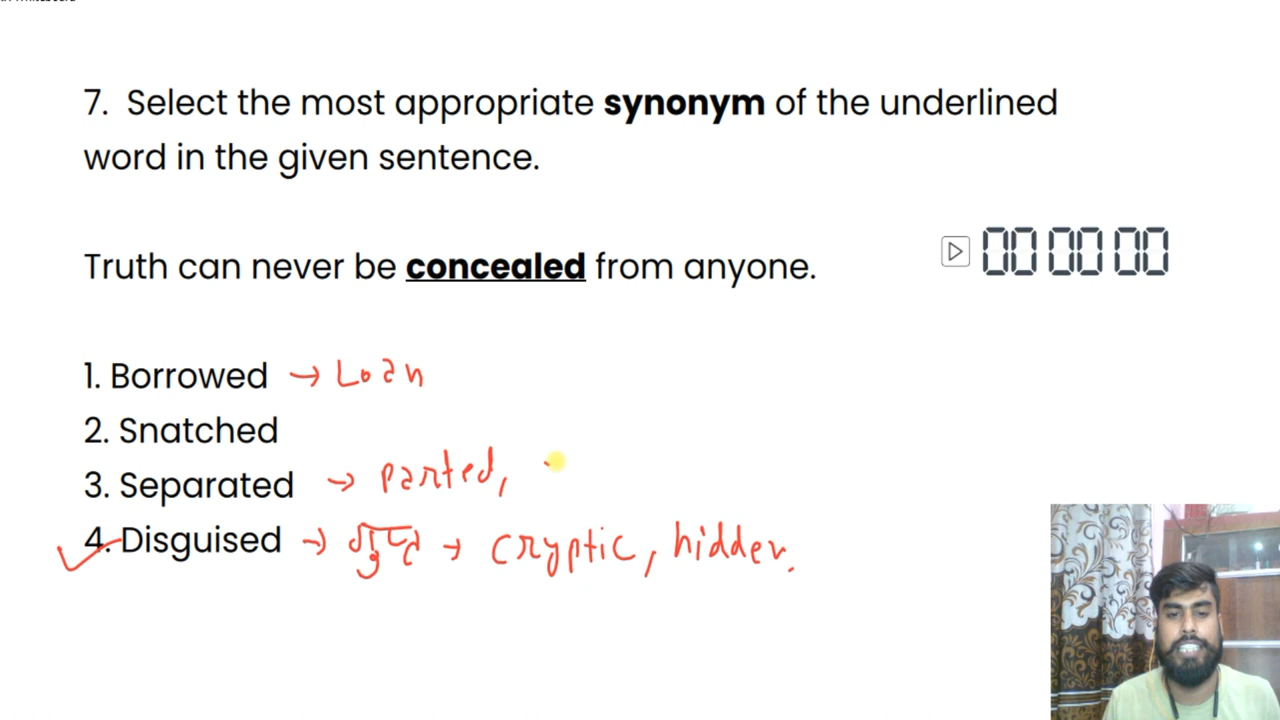 7. Select the most appropriate synonym of the underlined
word in the given sentence.
Truth can never be concealed from anyone.
00 00 00
1. Borrowed → Loan
2. Snatched
3. Separated → parted,
4. Disguised → गुप्त → cryptic, hidden.